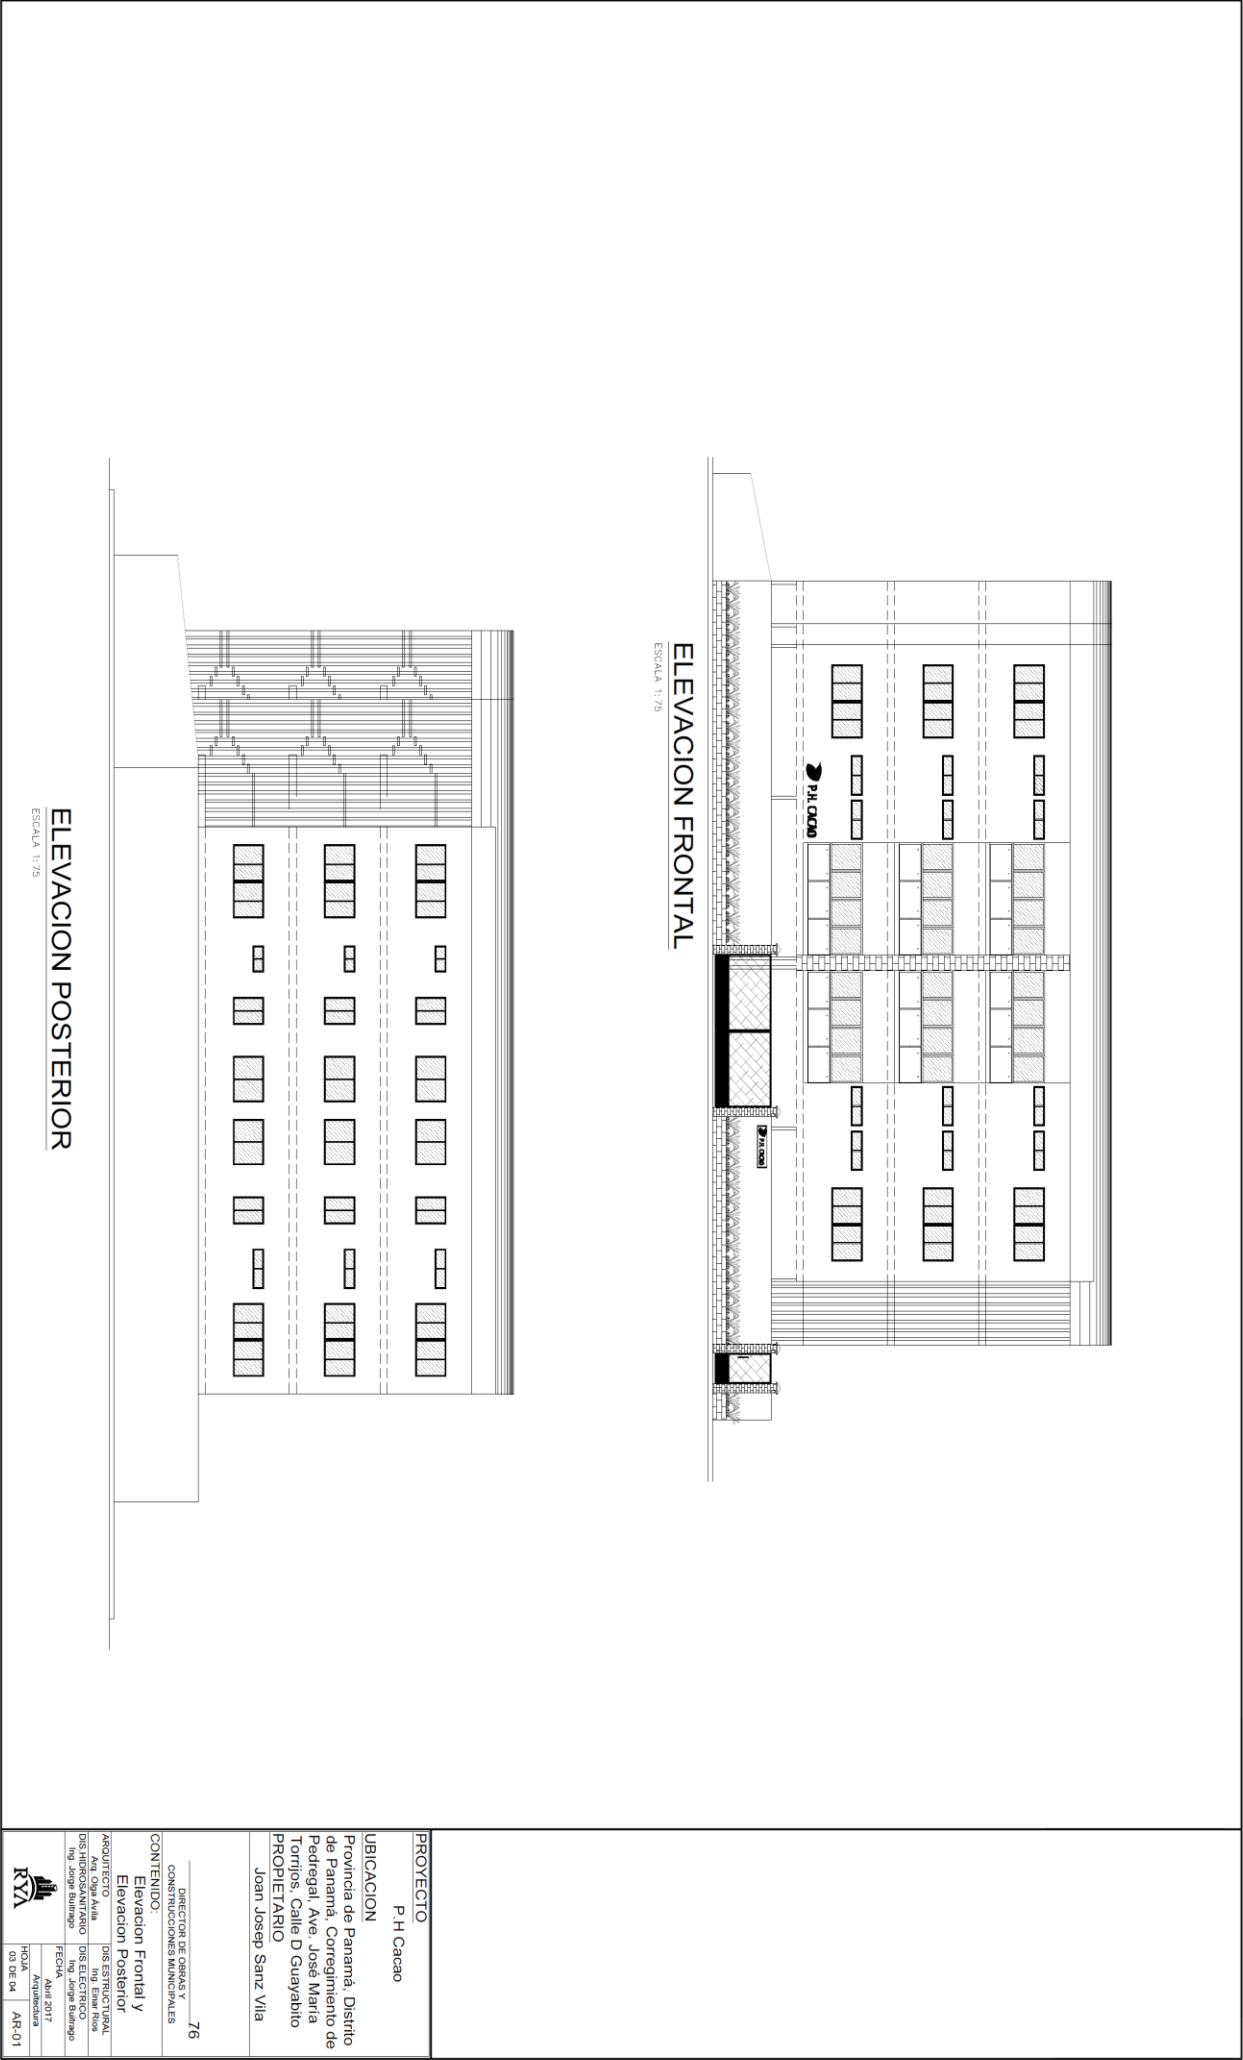 P.H. CACAO
P.H. CACAO
ELEVACION FRONTAL
ESCALA 1:75
ELEVACION POSTERIOR
ESCALA 1:75
PROYECTO
P.H Cacao
UBICACION
Provincia de Panamá, Distrito
de Panamá, Corregimiento de
Pedregal, Ave. José María
Torrijos, Calle D Guayabito
PROPIETARIO
Joan Josep Sanz Vila
76
DIRECTOR DE OBRAS Y
CONSTRUCCIONES MUNICIPALES
CONTENIDO:
Elevacion Frontal y
Elevacion Posterior
ARQUITECTO
Arq. Olga Ávila
DIS.ESTRUCTURAL
Ing. Einar Rios
DIS.HIDROSANITARIO
Ing. Jorge Buitrago
DIS.ELECTRICO
Ing. Jorge Buitrago
RYA
FECHA
Abril 2017
Arquitectura
HOJA
03 DE 04
AR-01